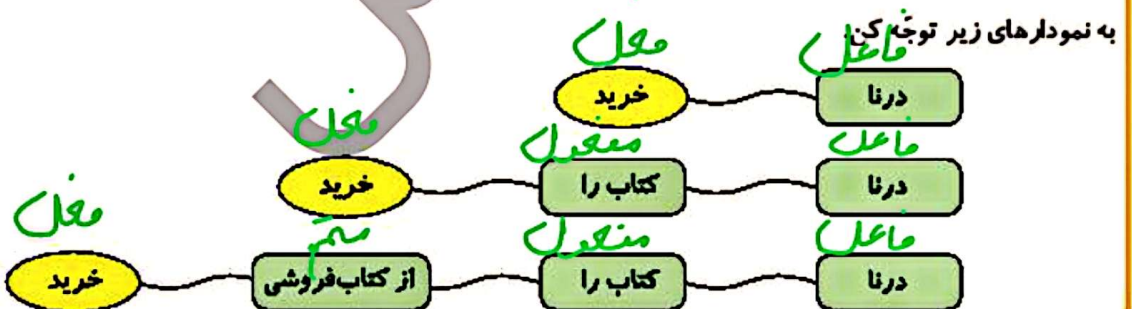 به نمودارهای زیر توجّه کن.
فاعل فعل
درنا خرید
فاعل مفعول فعل
درنا کتاب را خرید
فاعل مفعول متمم فعل
درنا کتاب را از کتاب‌فروشی خرید